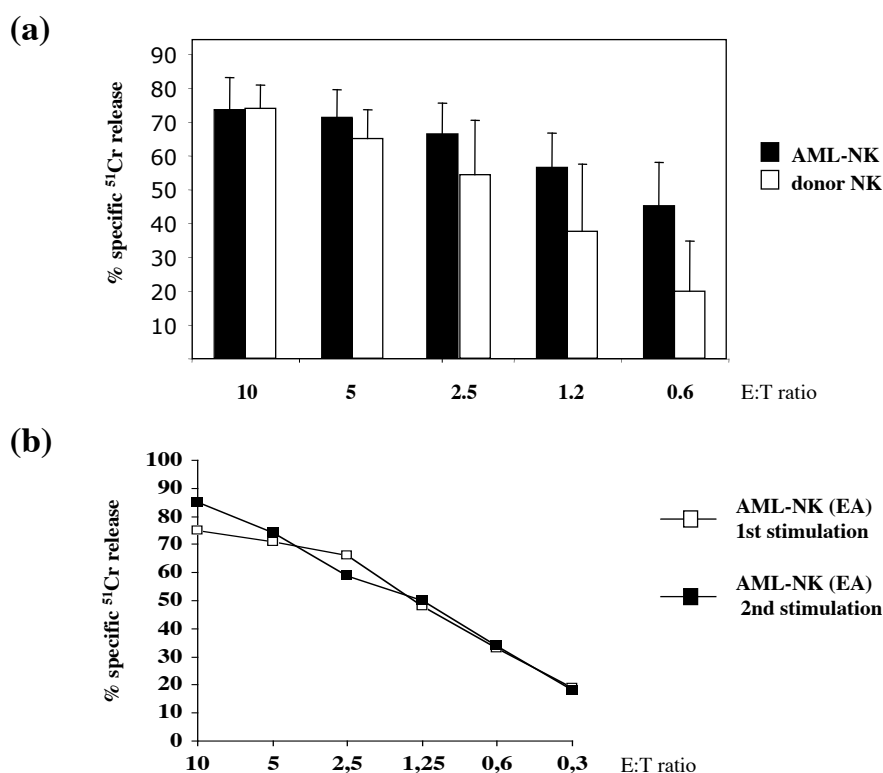 (a)
% specific ⁵¹Cr release
90
80
70
60
50
40
30
20
10
10 5 2.5 1.2 0.6 E:T ratio
AML-NK
donor NK
(b)
% specific ⁵¹Cr release
100
90
80
70
60
50
40
30
20
10
0
10 5 2,5 1,25 0,6 0,3 E:T ratio
AML-NK (EA)
1st stimulation
AML-NK (EA)
2nd stimulation